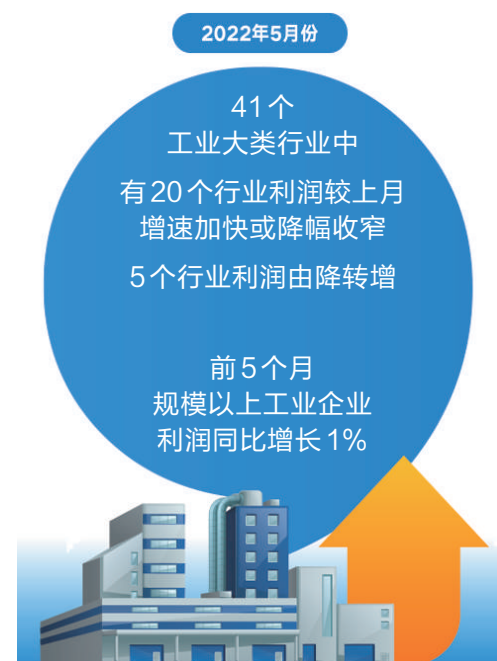 2022年5月份
41个
工业大类行业中
有20个行业利润较上月
增速加快或降幅收窄
5个行业利润由降转增
前5个月
规模以上工业企业
利润同比增长1%